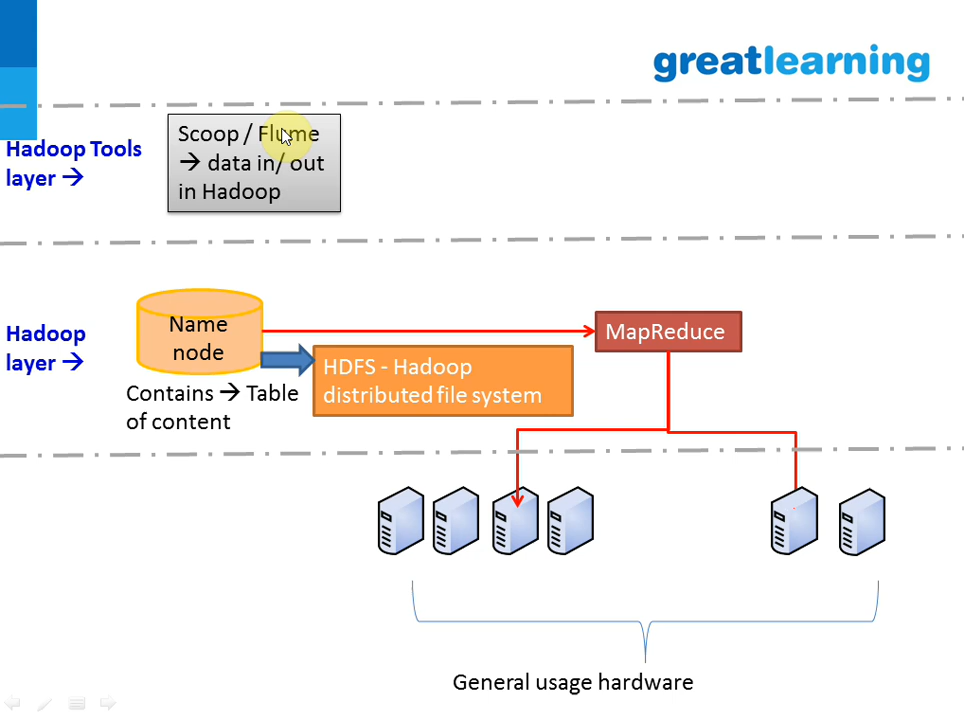 greatlearning
Hadoop Tools
layer →
Scoop / Flume
→ data in/ out
in Hadoop
Hadoop
layer →
Name
node
MapReduce
HDFS - Hadoop
distributed file system
Contains → Table
of content
General usage hardware